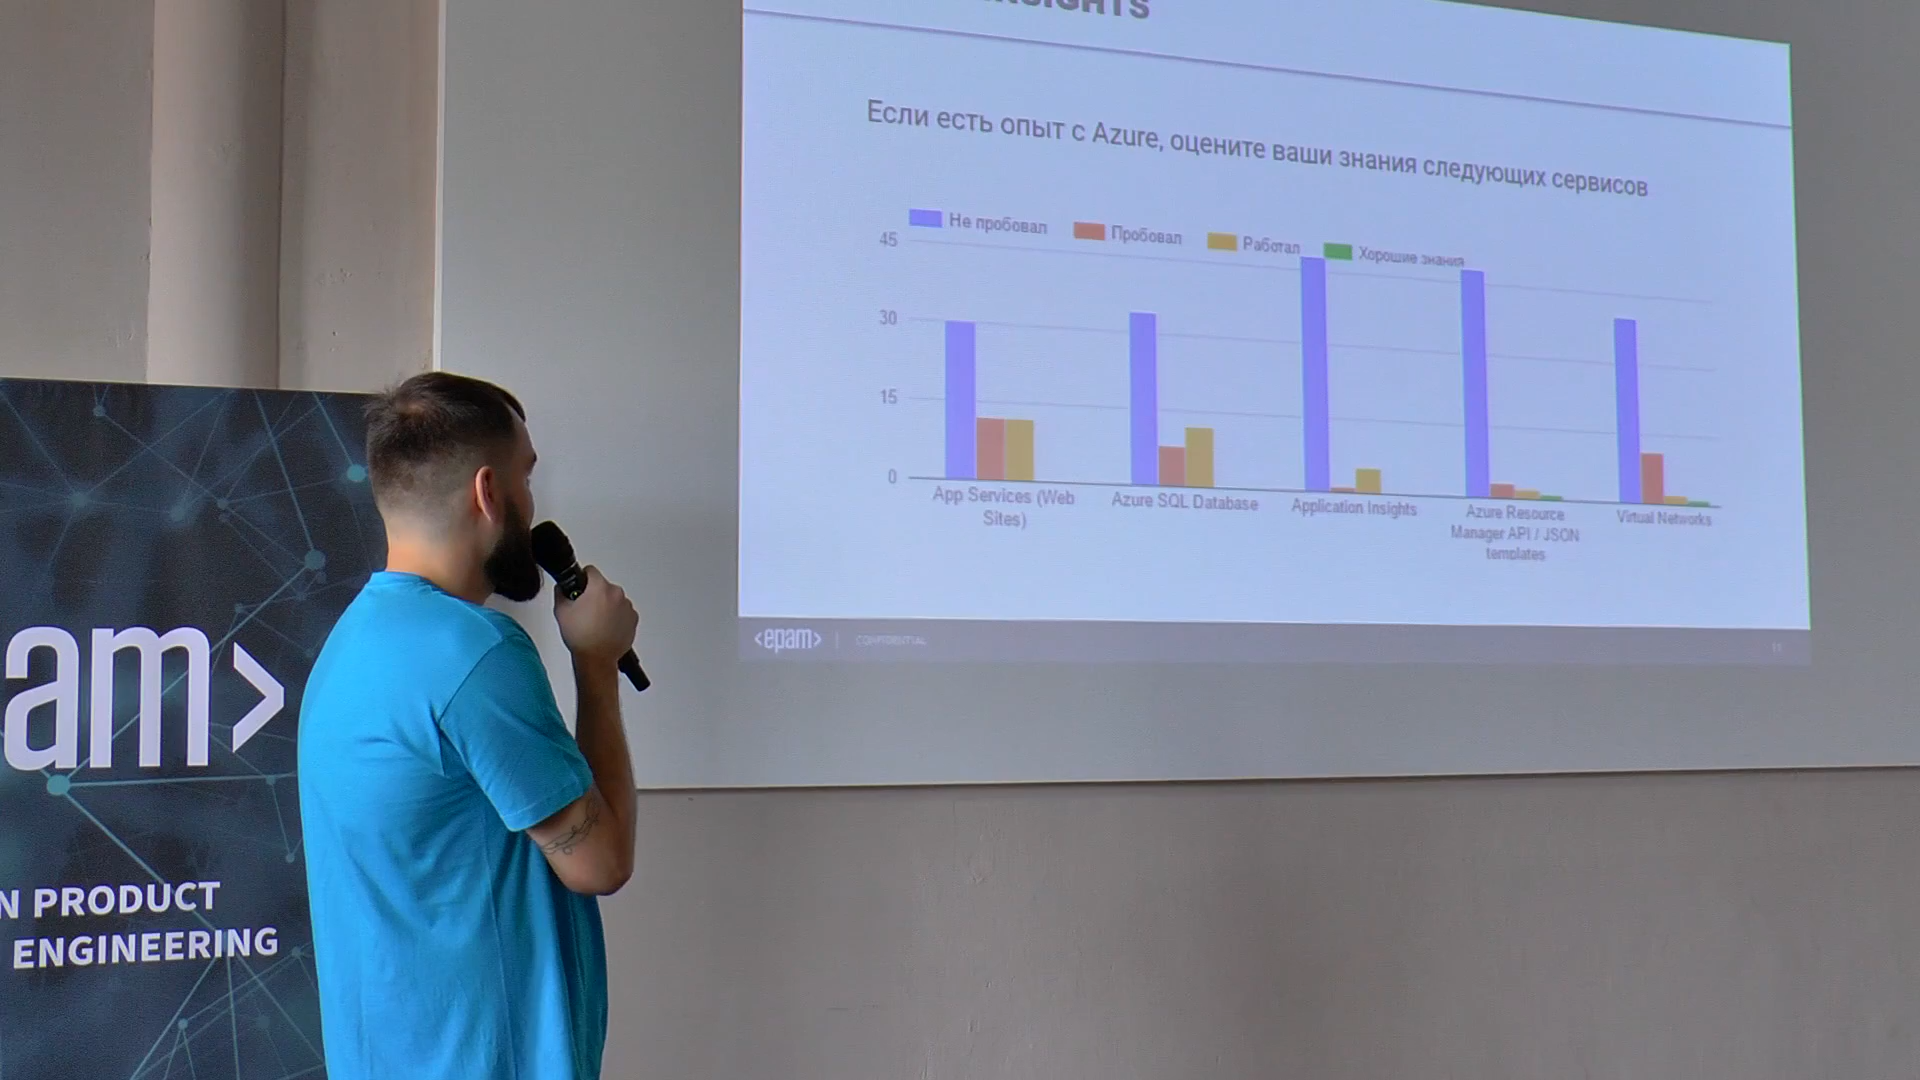 INSIGHTS
Если есть опыт с Azure, оцените ваши знания следующих сервисов
Не пробовал
Пробовал
Работал
Хорошие знания
45
30
15
0
App Services (Web
Sites)
Azure SQL Database
Application Insights
Azure Resource
Manager API / JSON
templates
Virtual Networks
<epam> | CONFIDENTIAL
am>
N PRODUCT
ENGINEERING